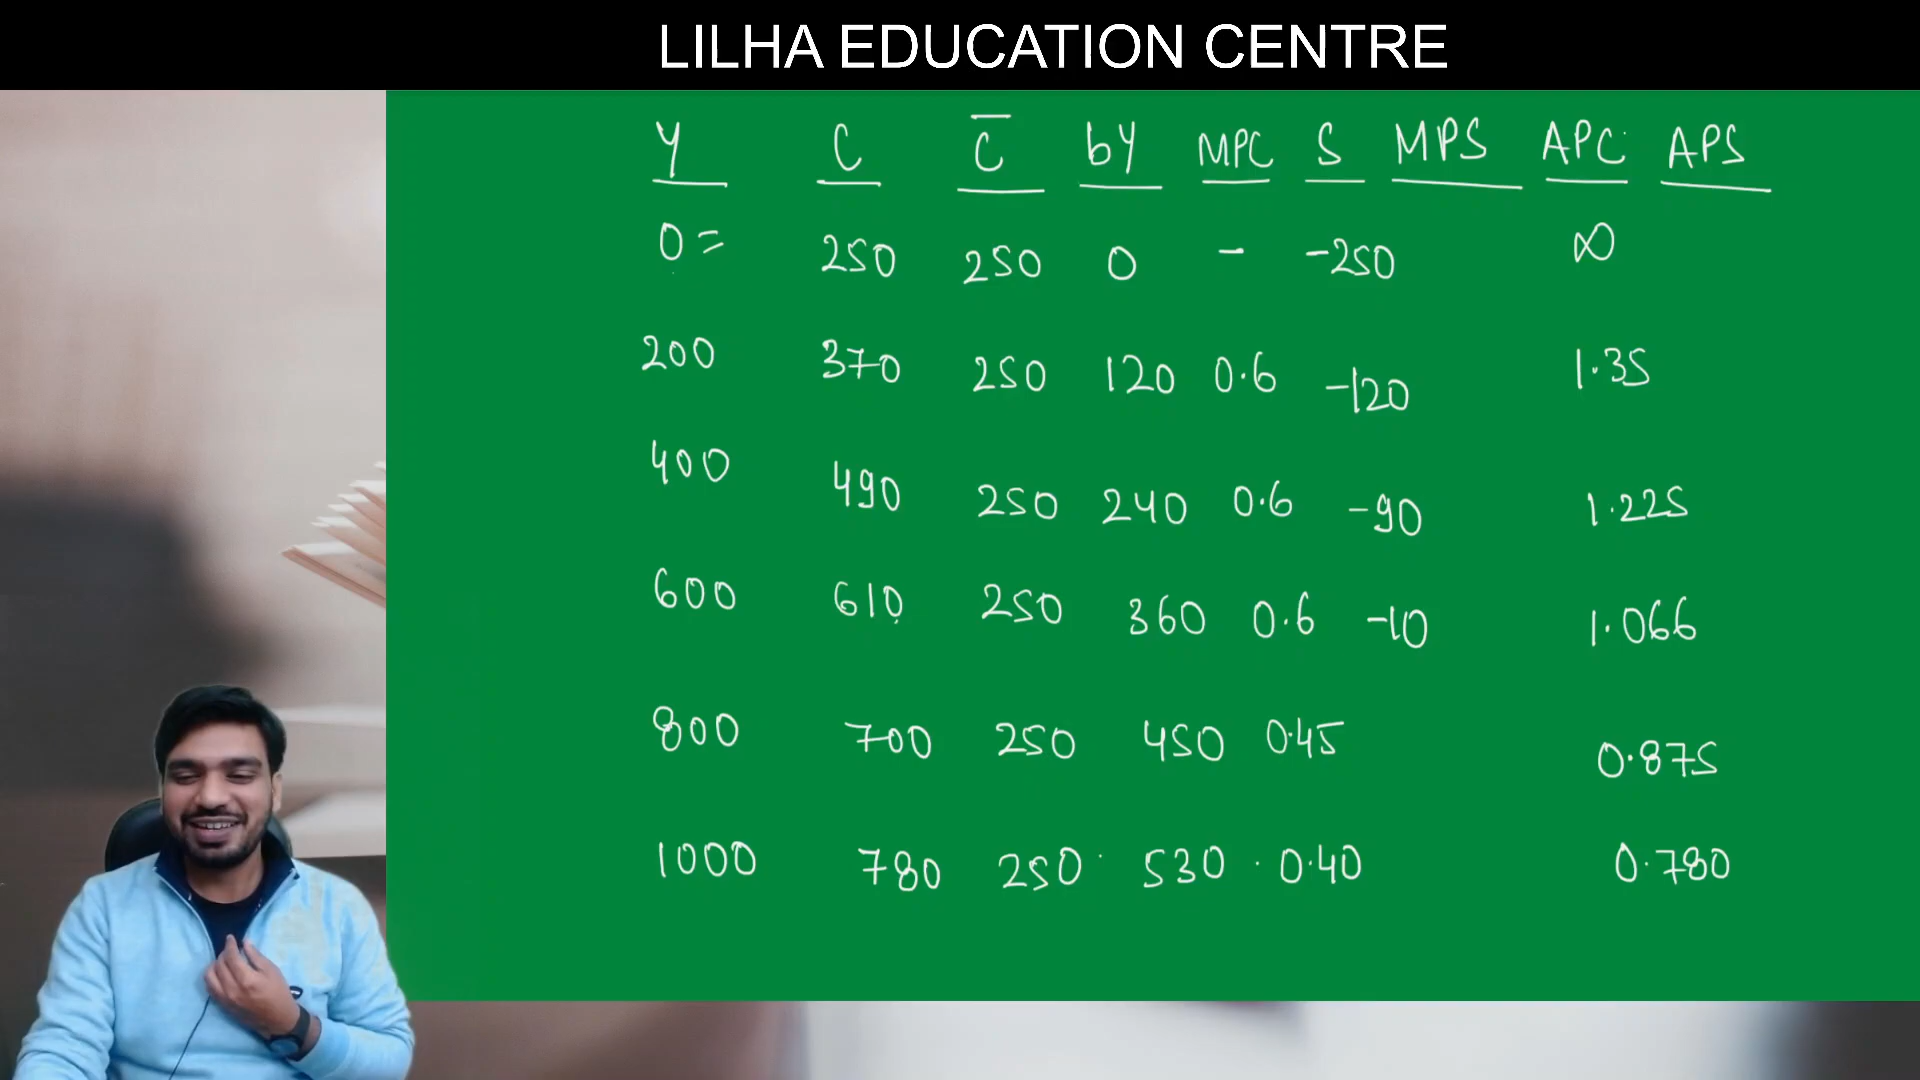 LILHA EDUCATION CENTRE
Y C C̅ bY MPC S MPS APC APS
0 = 250 250 0 - -250 ∞
200 370 250 120 0.6 -120 1.35
400 490 250 240 0.6 -90 1.225
600 610 250 360 0.6 -10 1.066
800 700 250 450 0.45 0.875
1000 780 250 530 0.40 0.780